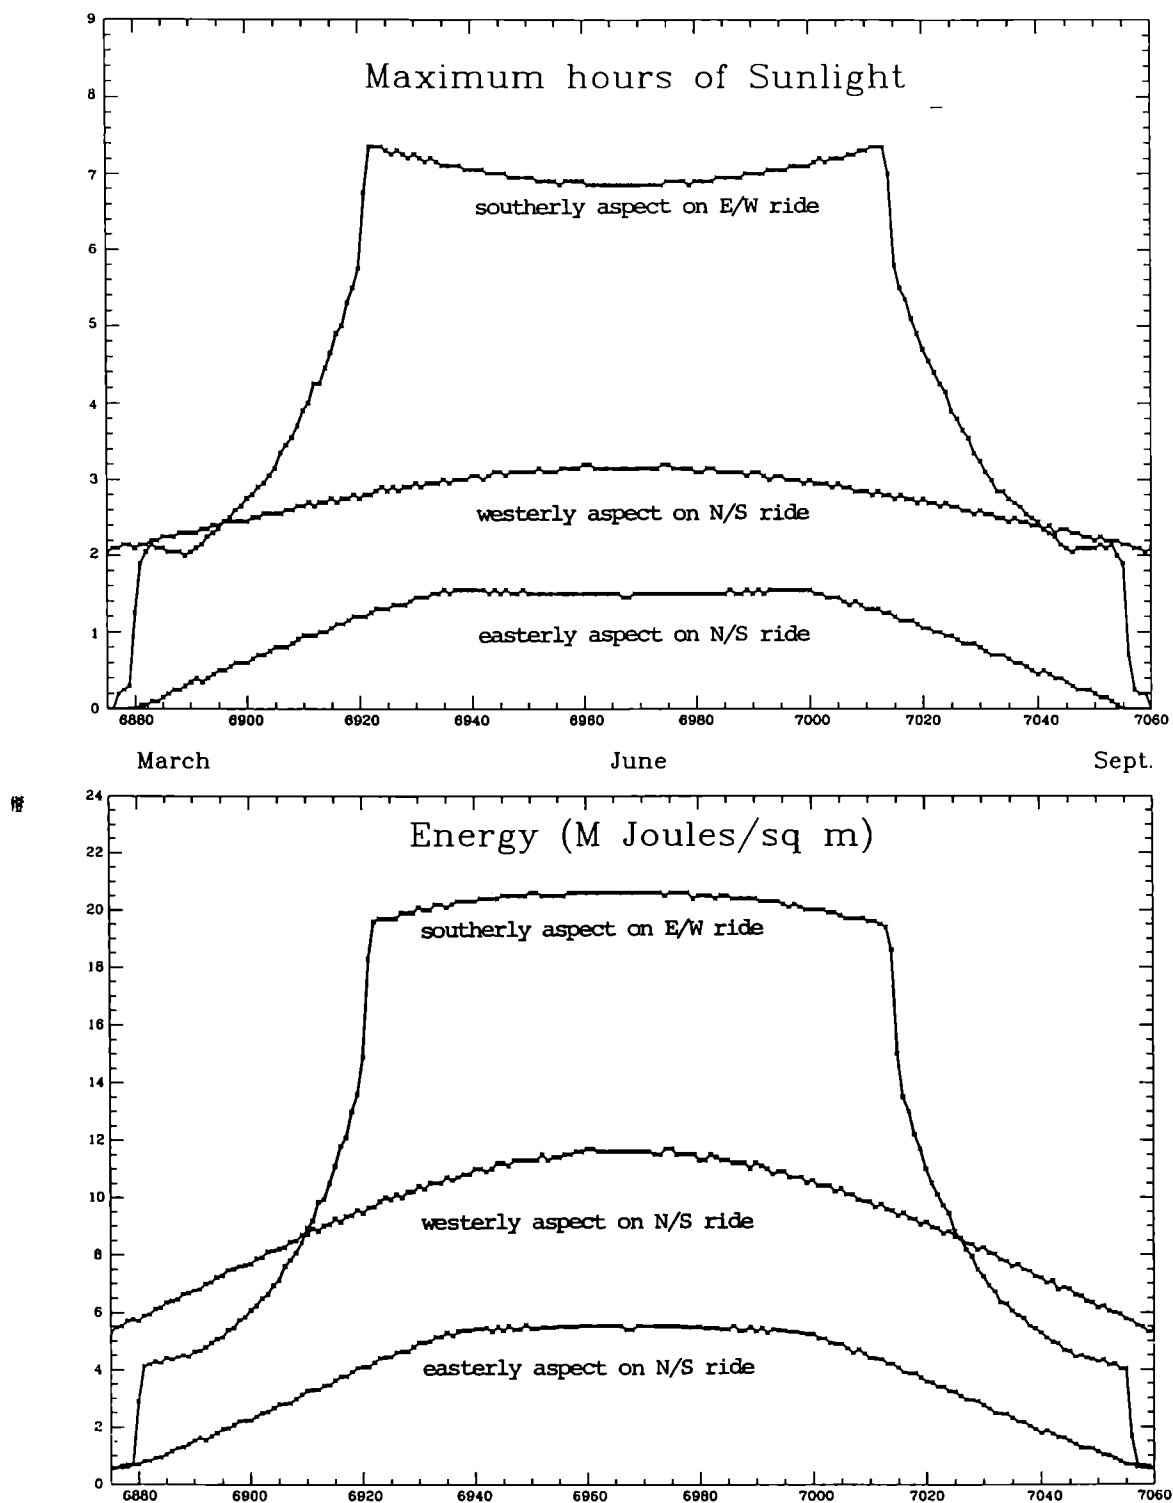 9
Maximum hours of Sunlight
8
7
southerly aspect on E/W ride
6
5
4
3
westerly aspect on N/S ride
2
easterly aspect on N/S ride
1
0
6880 6900 6920 6940 6960 6980 7000 7020 7040 7060
March June Sept.
24
Energy (M Joules/sq m)
22
20
southerly aspect on E/W ride
18
16
14
12
10
westerly aspect on N/S ride
8
6
easterly aspect on N/S ride
4
2
0
6880 6900 6920 6940 6960 6980 7000 7020 7040 7060